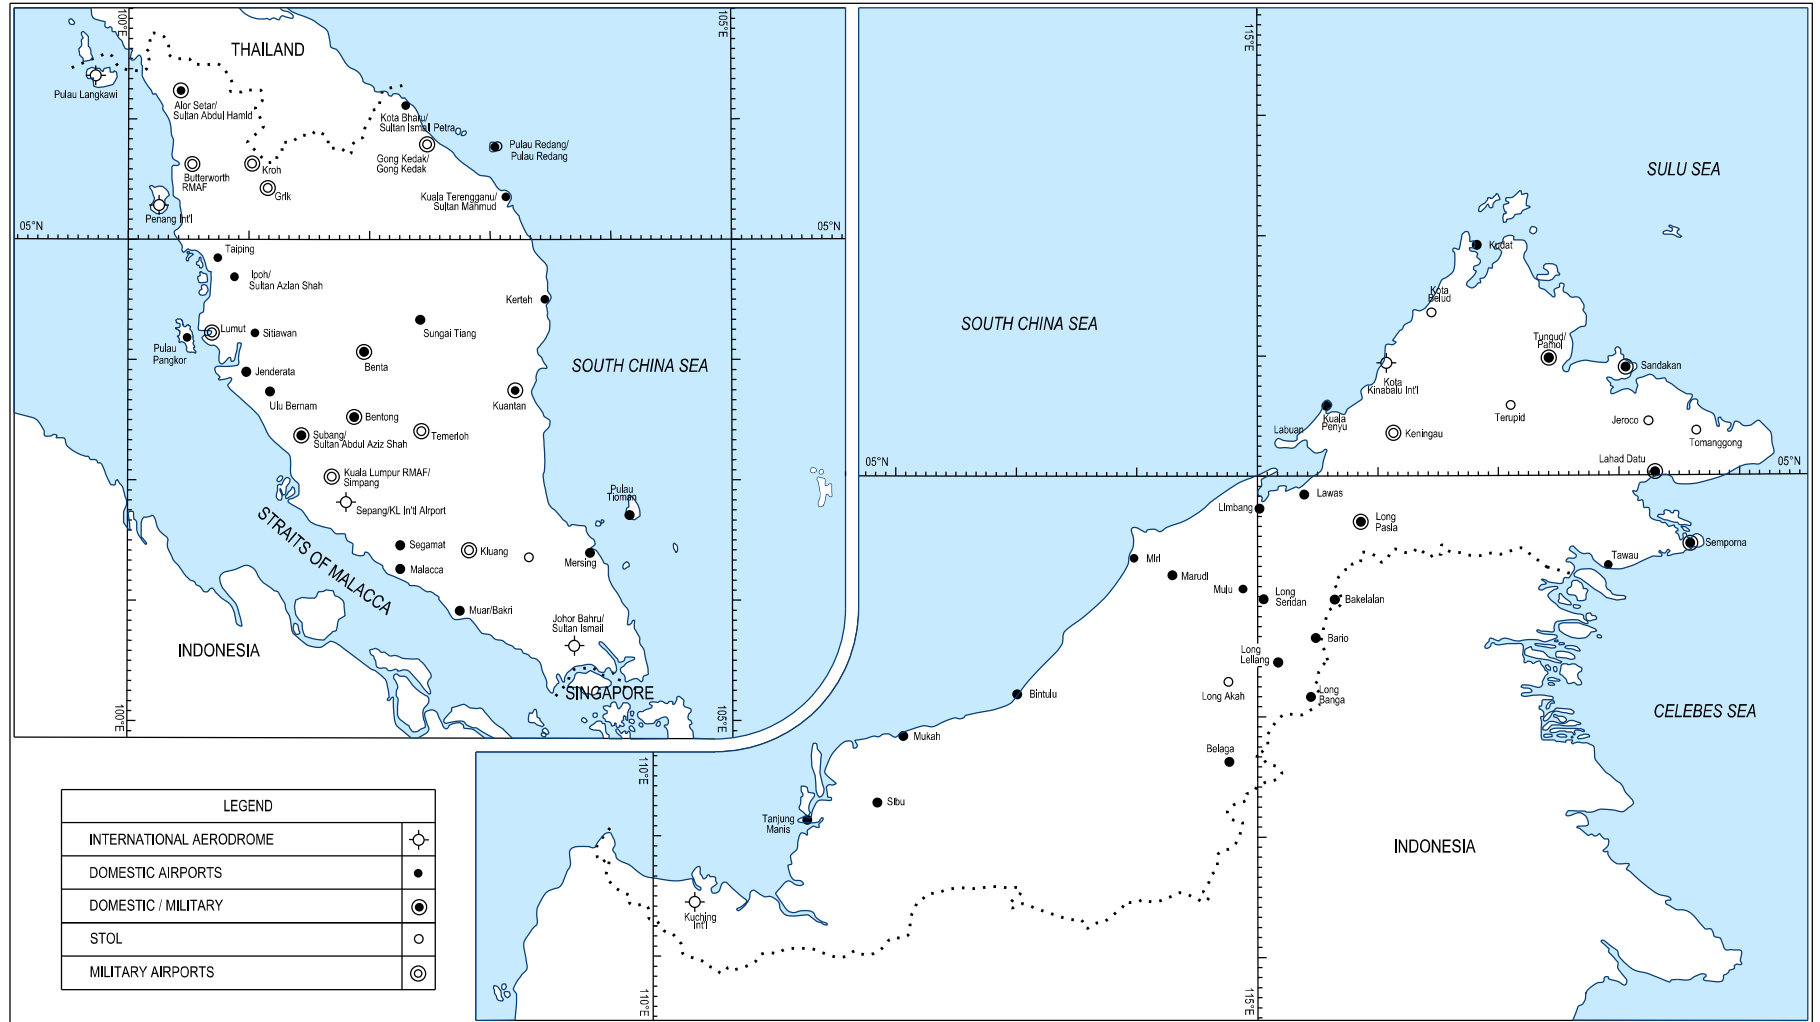 100°E
105°E
THAILAND
Pulau Langkawi
Alor Setar/
Sultan Abdul Hamid
Kota Bharu/
Sultan Ismail Petra
Pulau Redang/
Pulau Redang
Gong Kedak/
Gong Kedak
Butterworth
RMAF
Kroh
Grik
Kuala Terengganu/
Sultan Mahmud
Penang Int'l
05°N
05°N
Taiping
Ipoh/
Sultan Azlan Shah
Kerteh
Lumut
Sitiawan
Sungai Tiang
Pulau
Pangkor
Benta
SOUTH CHINA SEA
Jenderata
Ulu Bernam
Kuantan
Bentong
Subang/
Sultan Abdul Aziz Shah
Temerloh
Kuala Lumpur RMAF/
Simpang
Sepang/KL Int'l Airport
Pulau
Tioman
STRAITS OF MALACCA
Segamat
Kluang
Mersing
Malacca
Muar/Bakri
Johor Bahru/
Sultan Ismail
INDONESIA
SINGAPORE
100°E
105°E
115°E
SULU SEA
Kudat
Kota
Belud
SOUTH CHINA SEA
Tungud/
Pamol
Sandakan
Kota
Kinabalu Int'l
Kuala
Penyu
Terupid
Jeroco
Labuan
Keningau
Tomanggong
Lahad Datu
05°N
05°N
Lawas
Limbang
Long
Pasia
Semporna
Tawau
Miri
Marudi
Mulu
Long
Seridan
Bakelalan
Bario
Long
Lellang
Long Akah
Long
Banga
Bintulu
CELEBES SEA
Mukah
Belaga
110°E
Sibu
Tanjung
Manis
INDONESIA
Kuching
Int'l
110°E
115°E
LEGEND
INTERNATIONAL AERODROME
DOMESTIC AIRPORTS
DOMESTIC / MILITARY
STOL
MILITARY AIRPORTS